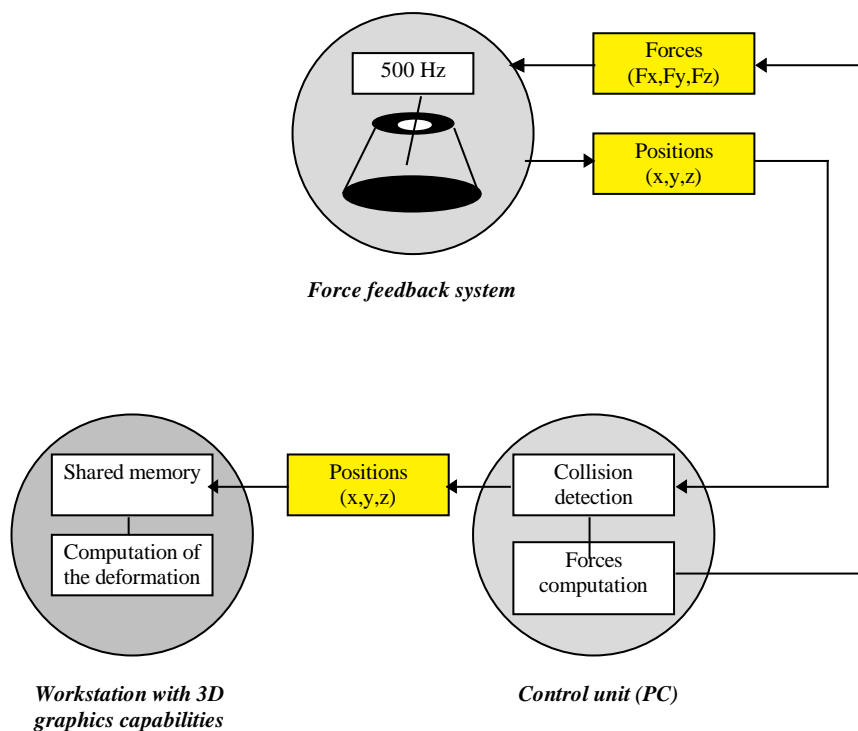 500 Hz
Forces
(Fx,Fy,Fz)
Positions
(x,y,z)
Force feedback system
Shared memory
Computation of
the deformation
Positions
(x,y,z)
Collision
detection
Forces
computation
Workstation with 3D
graphics capabilities
Control unit (PC)